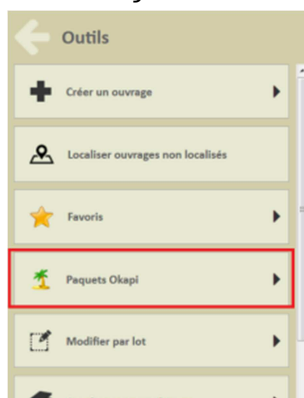 Outils
Créer un ouvrage
Localiser ouvrages non localisés
Favoris
Paquets Okapi
Modifier par lot